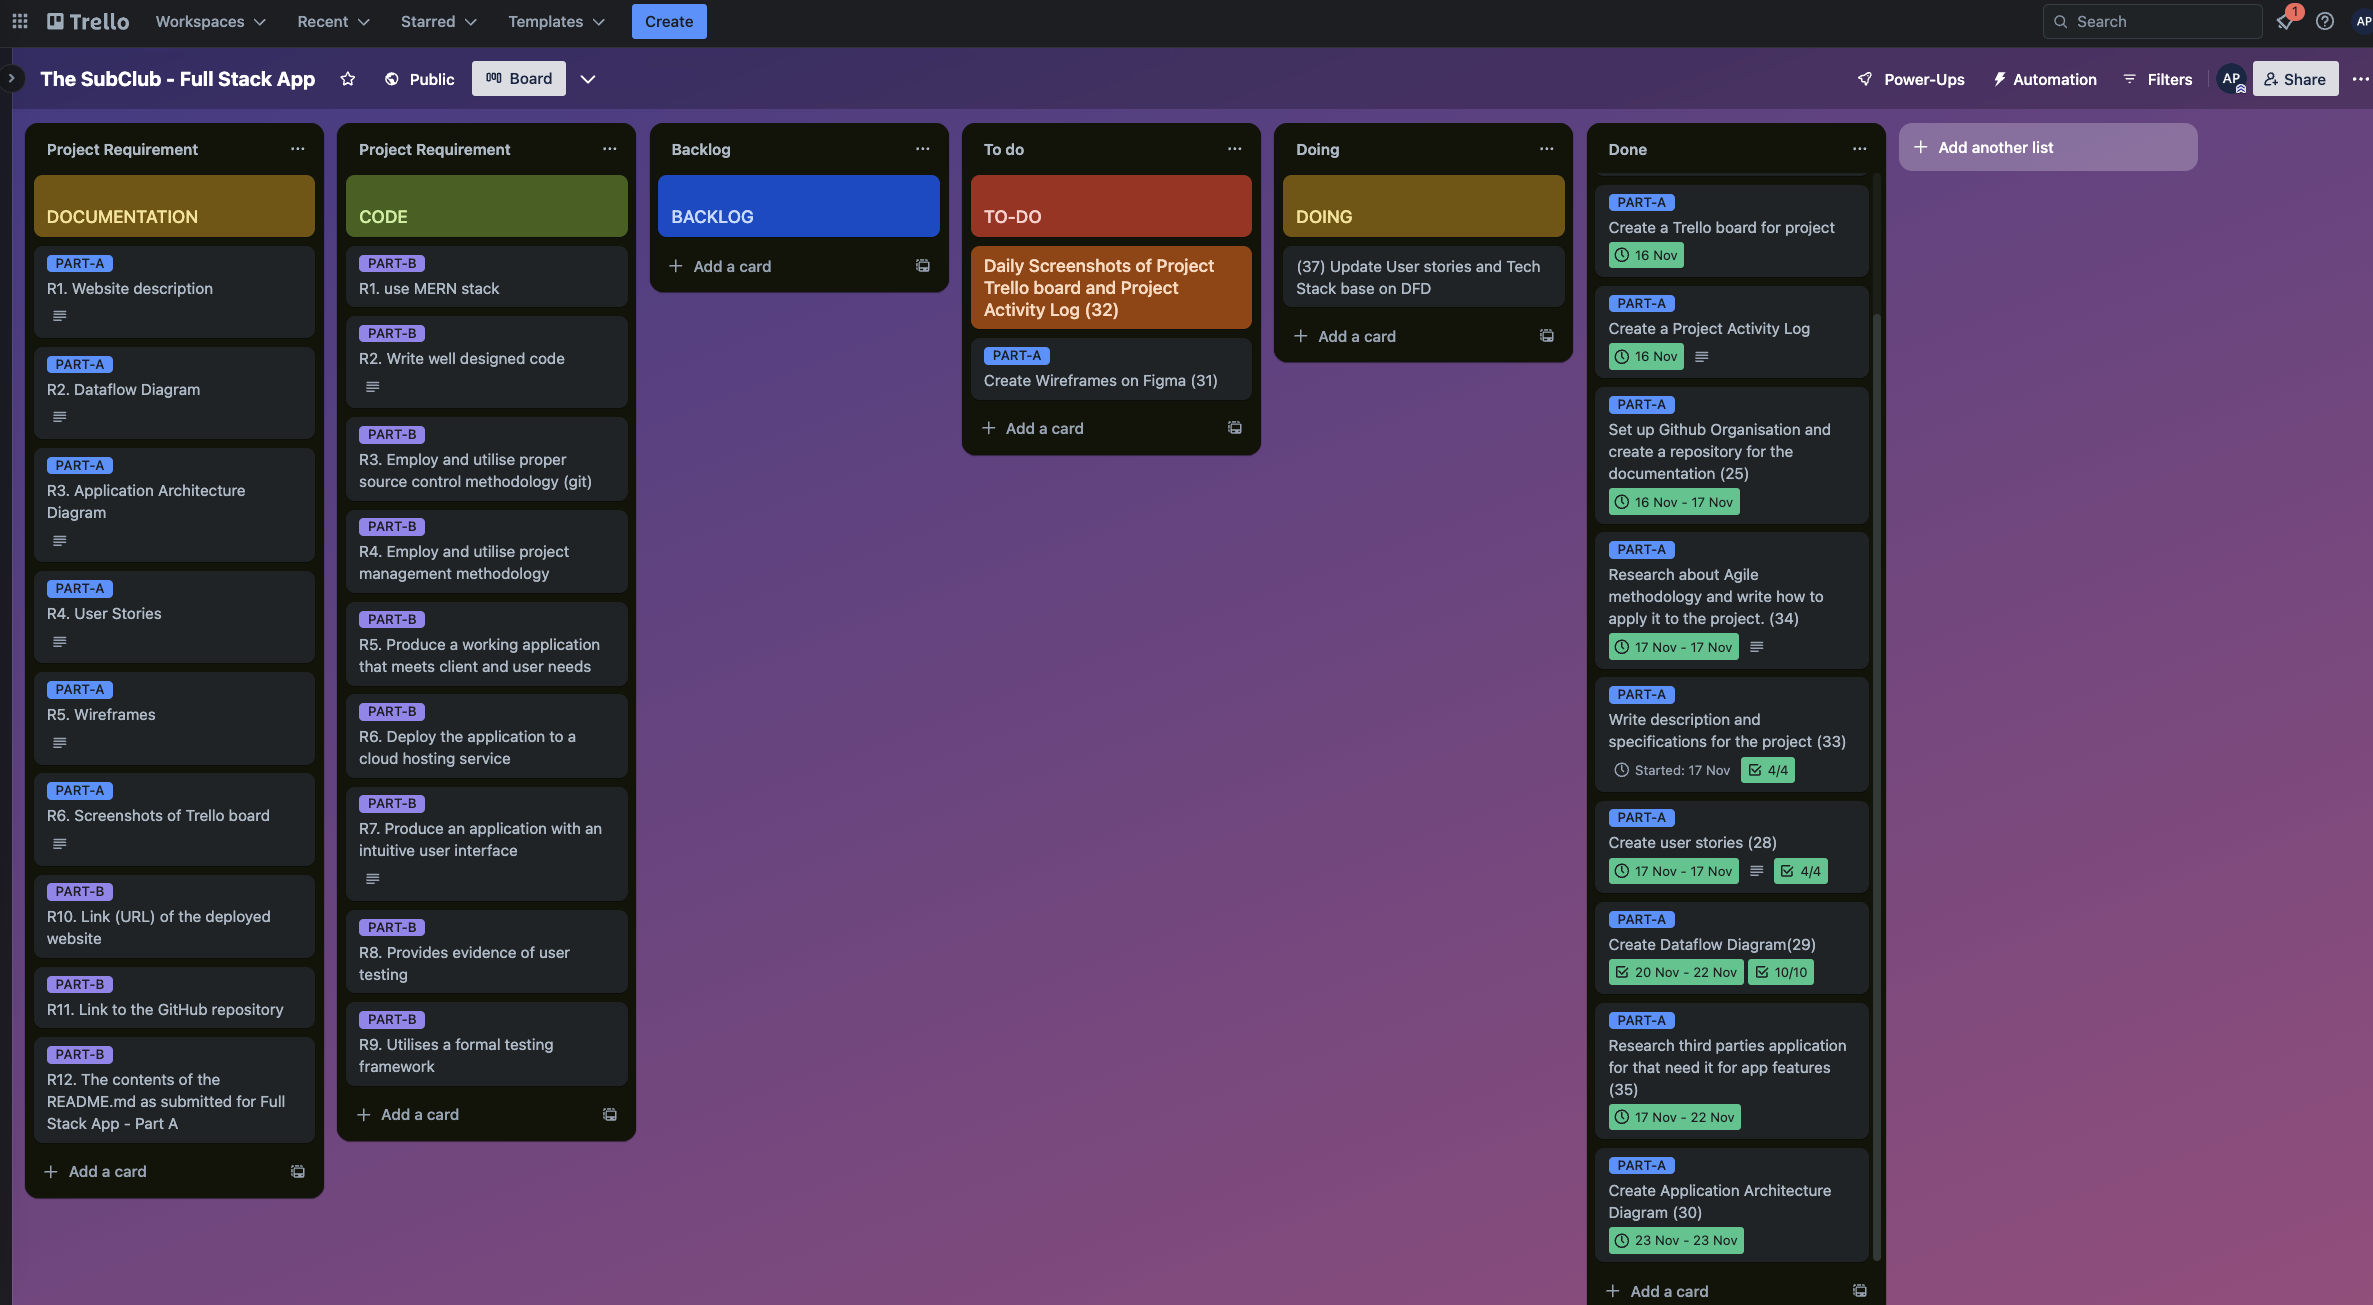 Trello
Workspaces
Recent
Starred
Templates
Create
Search
1
AP
The SubClub - Full Stack App
Public
Board
Power-Ups
Automation
Filters
AP
Share
Project Requirement
DOCUMENTATION
PART-A
R1. Website description
PART-A
R2. Dataflow Diagram
PART-A
R3. Application Architecture
Diagram
PART-A
R4. User Stories
PART-A
R5. Wireframes
PART-A
R6. Screenshots of Trello board
PART-B
R10. Link (URL) of the deployed
website
PART-B
R11. Link to the GitHub repository
PART-B
R12. The contents of the
README.md as submitted for Full
Stack App - Part A
Add a card
Project Requirement
CODE
PART-B
R1. use MERN stack
PART-B
R2. Write well designed code
PART-B
R3. Employ and utilise proper
source control methodology (git)
PART-B
R4. Employ and utilise project
management methodology
PART-B
R5. Produce a working application
that meets client and user needs
PART-B
R6. Deploy the application to a
cloud hosting service
PART-B
R7. Produce an application with an
intuitive user interface
PART-B
R8. Provides evidence of user
testing
PART-B
R9. Utilises a formal testing
framework
Add a card
Backlog
BACKLOG
Add a card
To do
TO-DO
Daily Screenshots of Project
Trello board and Project
Activity Log (32)
PART-A
Create Wireframes on Figma (31)
Add a card
Doing
DOING
(37) Update User stories and Tech
Stack base on DFD
Add a card
Done
PART-A
Create a Trello board for project
16 Nov
PART-A
Create a Project Activity Log
16 Nov
PART-A
Set up Github Organisation and
create a repository for the
documentation (25)
16 Nov - 17 Nov
PART-A
Research about Agile
methodology and write how to
apply it to the project. (34)
17 Nov - 17 Nov
PART-A
Write description and
specifications for the project (33)
Started: 17 Nov 4/4
PART-A
Create user stories (28)
17 Nov - 17 Nov 4/4
PART-A
Create Dataflow Diagram(29)
20 Nov - 22 Nov 10/10
PART-A
Research third parties application
for that need it for app features
(35)
17 Nov - 22 Nov
PART-A
Create Application Architecture
Diagram (30)
23 Nov - 23 Nov
Add a card
Add another list